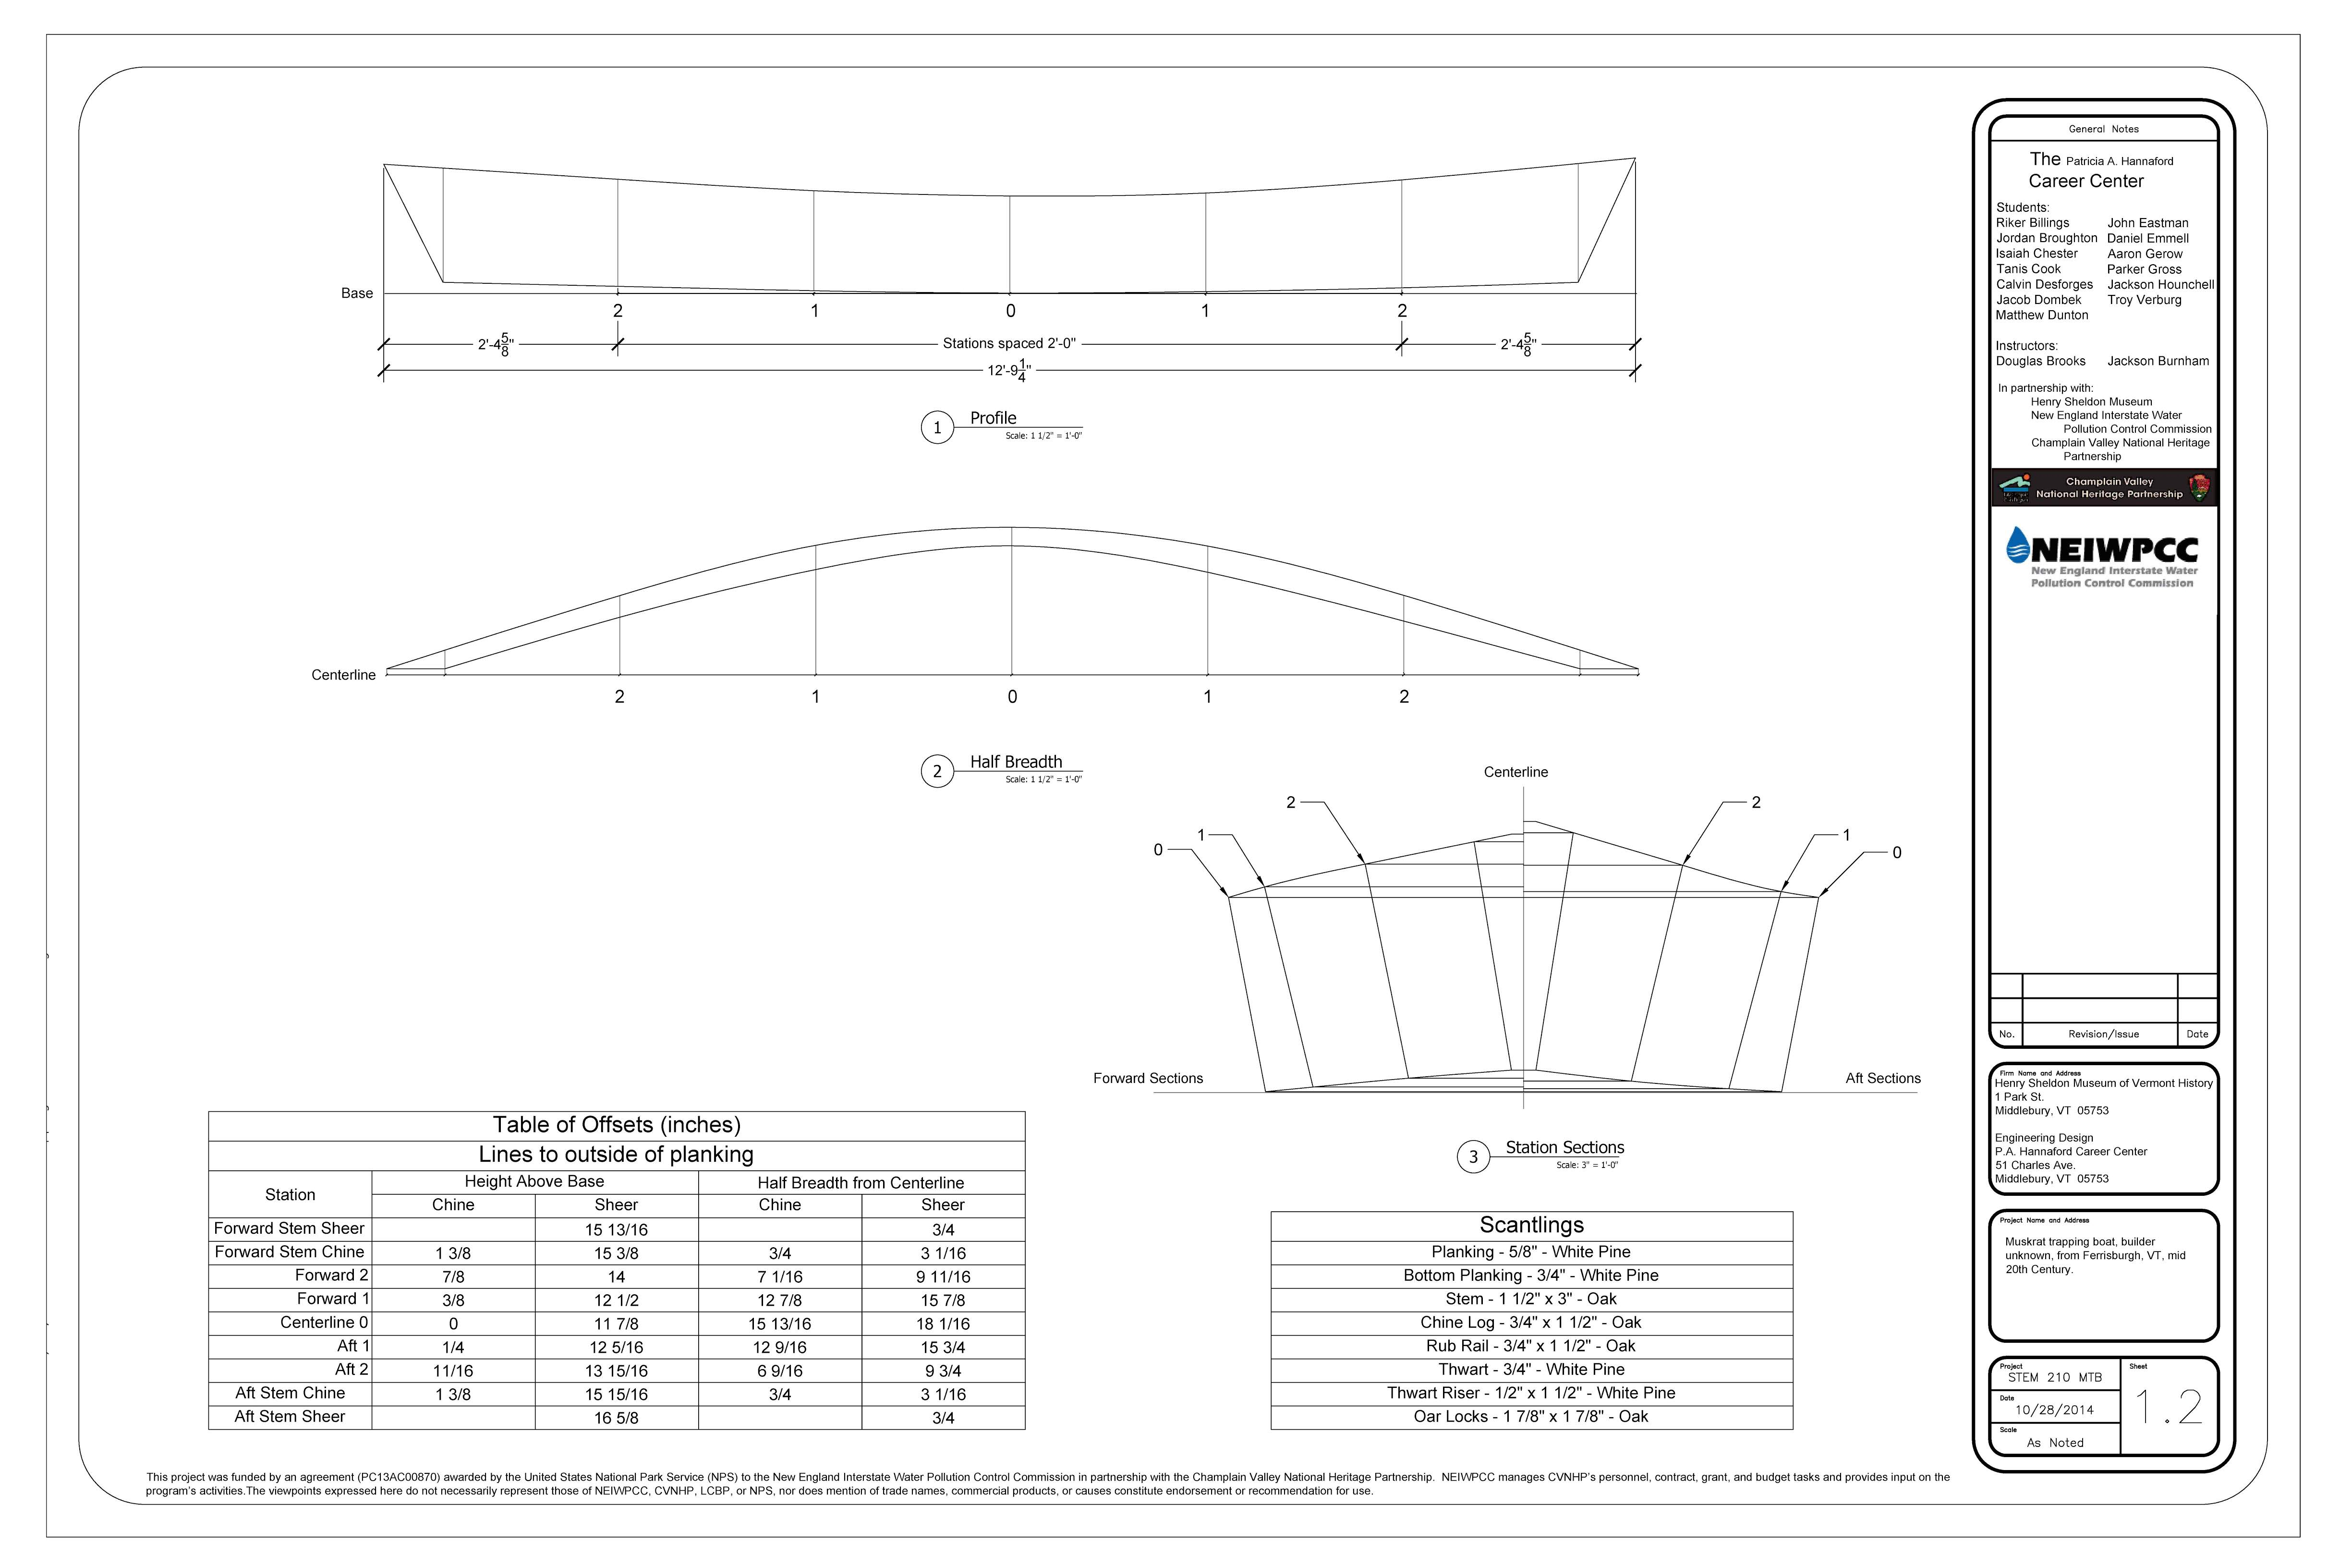 Base
2
1
0
1
2
2'-4 5/8"
Stations spaced 2'-0"
2'-4 5/8"
12'-9 1/4"
1 Profile
Scale: 1 1/2" = 1'-0"
Centerline
2
1
0
1
2
2 Half Breadth
Scale: 1 1/2" = 1'-0"
Centerline
2
2
1
1
0
0
Forward Sections
Aft Sections
3 Station Sections
Scale: 3" = 1'-0"
Table of Offsets (inches)
Lines to outside of planking
Station Height Above Base Half Breadth from Centerline
Chine Sheer Chine Sheer
Forward Stem Sheer 15 13/16 3/4
Forward Stem Chine 1 3/8 15 3/8 3/4 3 1/16
Forward 2 7/8 14 7 1/16 9 11/16
Forward 1 3/8 12 1/2 12 7/8 15 7/8
Centerline 0 0 11 7/8 15 13/16 18 1/16
Aft 1 1/4 12 5/16 12 9/16 15 3/4
Aft 2 11/16 13 15/16 6 9/16 9 3/4
Aft Stem Chine 1 3/8 15 15/16 3/4 3 1/16
Aft Stem Sheer 16 5/8 3/4
Scantlings
Planking - 5/8" - White Pine
Bottom Planking - 3/4" - White Pine
Stem - 1 1/2" x 3" - Oak
Chine Log - 3/4" x 1 1/2" - Oak
Rub Rail - 3/4" x 1 1/2" - Oak
Thwart - 3/4" - White Pine
Thwart Riser - 1/2" x 1 1/2" - White Pine
Oar Locks - 1 7/8" x 1 7/8" - Oak
This project was funded by an agreement (PC13AC00870) awarded by the United States National Park Service (NPS) to the New England Interstate Water Pollution Control Commission in partnership with the Champlain Valley National Heritage Partnership. NEIWPCC manages CVNHP's personnel, contract, grant, and budget tasks and provides input on the
program's activities.The viewpoints expressed here do not necessarily represent those of NEIWPCC, CVNHP, LCBP, or NPS, nor does mention of trade names, commercial products, or causes constitute endorsement or recommendation for use.
General Notes
The Patricia A. Hannaford
Career Center
Students:
Riker Billings John Eastman
Jordan Broughton Daniel Emmell
Isaiah Chester Aaron Gerow
Tanis Cook Parker Gross
Calvin Desforges Jackson Hounchell
Jacob Dombek Troy Verburg
Matthew Dunton
Instructors:
Douglas Brooks Jackson Burnham
In partnership with:
Henry Sheldon Museum
New England Interstate Water
Pollution Control Commission
Champlain Valley National Heritage
Partnership
Champlain Valley
National Heritage Partnership
NEIWPCC
New England Interstate Water
Pollution Control Commission
No. Revision/Issue Date
Firm Name and Address
Henry Sheldon Museum of Vermont History
1 Park St.
Middlebury, VT 05753
Engineering Design
P.A. Hannaford Career Center
51 Charles Ave.
Middlebury, VT 05753
Project Name and Address
Muskrat trapping boat, builder
unknown, from Ferrisburgh, VT, mid
20th Century.
Project
STEM 210 MTB
Date
10/28/2014
Scale
As Noted
Sheet
1.2